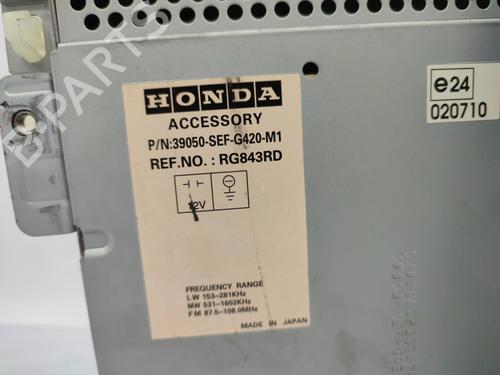 B-PARTS
HONDA
ACCESSORY
P/N:39050-SEF-G420-M1
REF.NO.: RG843RD
12V
FREQUENCY RANGE
LW 153~281KHz
MW 531~1602KHz
FM 87.5~108.0MHz
MADE IN JAPAN
e24
020710